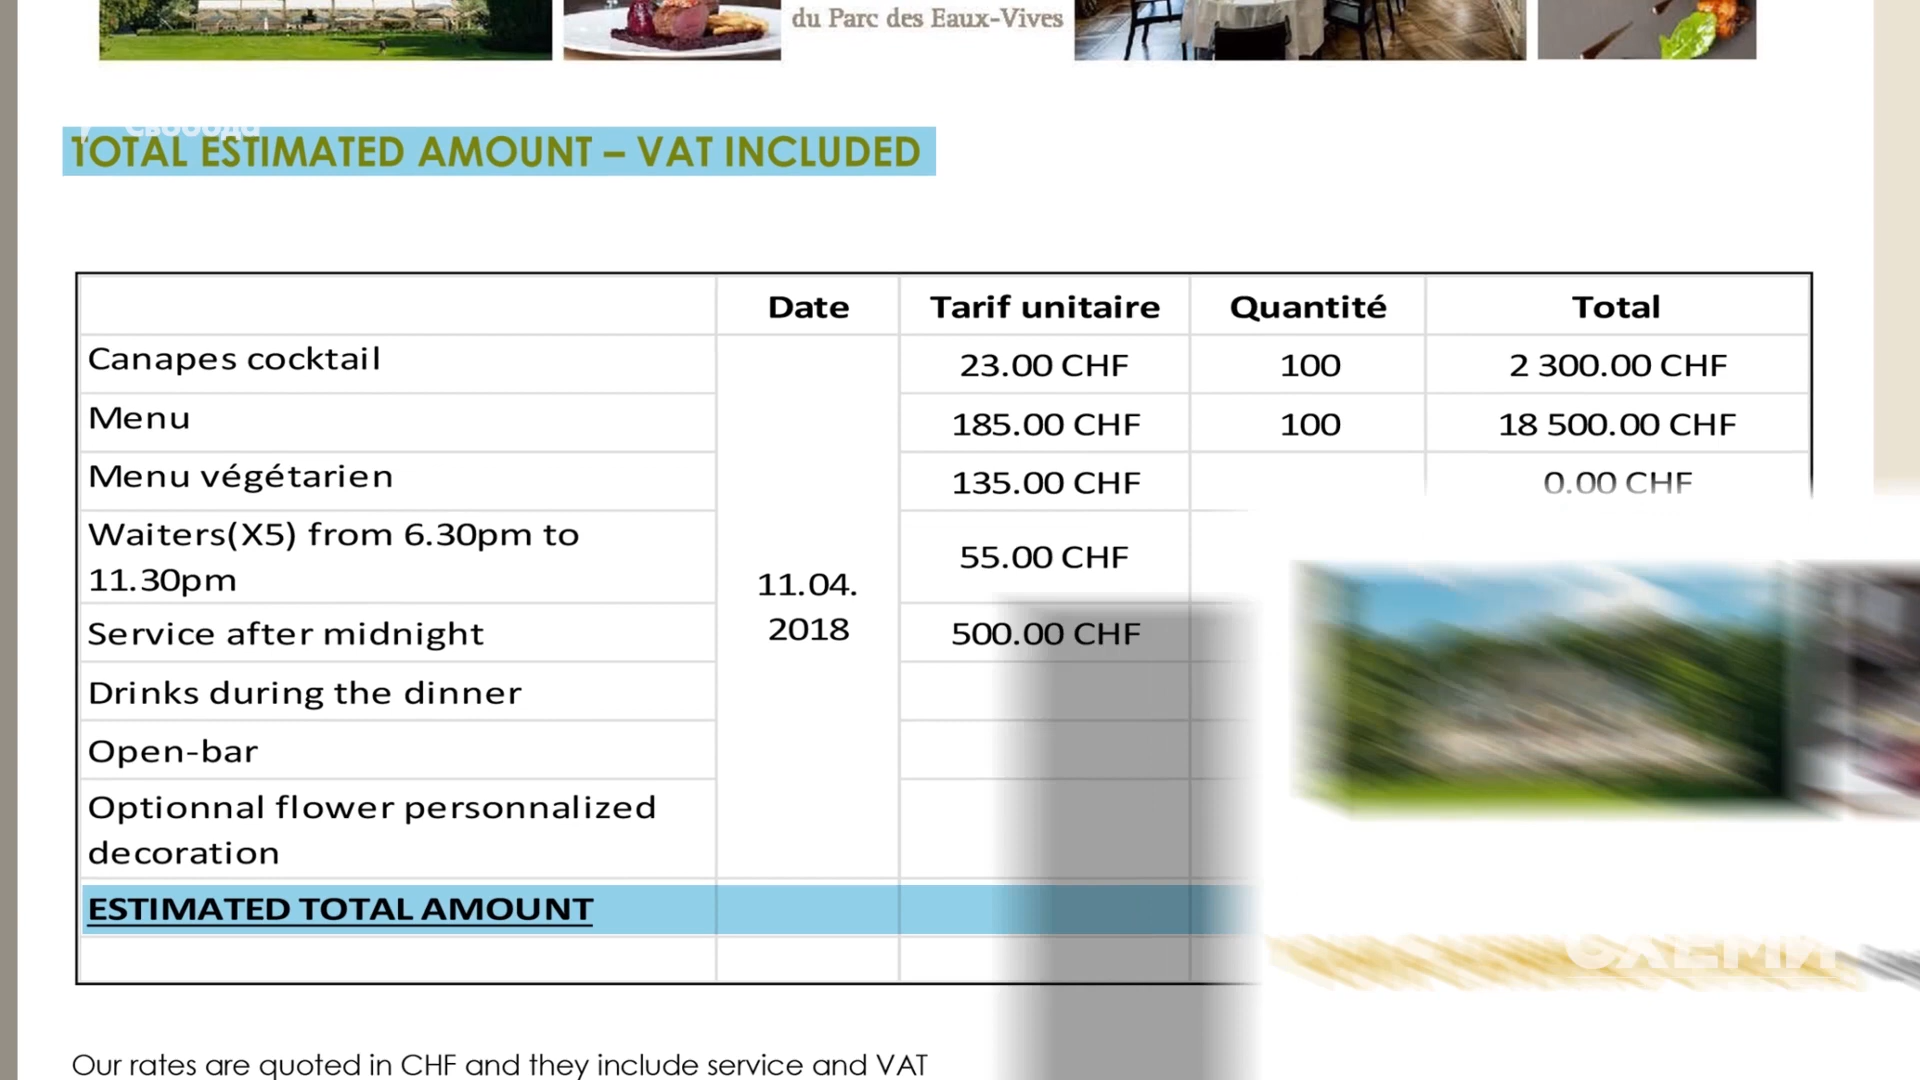 du Parc des Eaux-Vives
Свобода
TOTAL ESTIMATED AMOUNT – VAT INCLUDED
Date Tarif unitaire Quantité Total
Canapes cocktail 23.00 CHF 100 2 300.00 CHF
Menu 185.00 CHF 100 18 500.00 CHF
Menu végétarien 135.00 CHF 0.00 CHF
Waiters(X5) from 6.30pm to
11.30pm
55.00 CHF
11.04.
2018
Service after midnight 500.00 CHF
Drinks during the dinner
Open-bar
Optionnal flower personnalized
decoration
ESTIMATED TOTAL AMOUNT
СХЕМИ
Our rates are quoted in CHF and they include service and VAT